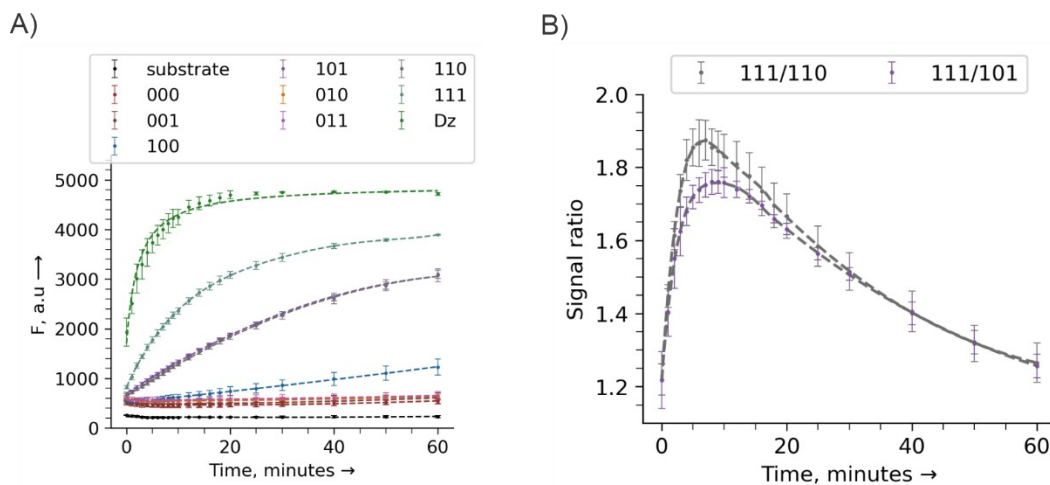 A)
substrate 101 110
000 010 111
001 011 Dz
100
5000
4000
3000
2000
1000
0
F, a.u →
0 20 40 60
Time, minutes →
B)
111/110 111/101
2.0
1.8
1.6
1.4
1.2
Signal ratio
0 20 40 60
Time, minutes →